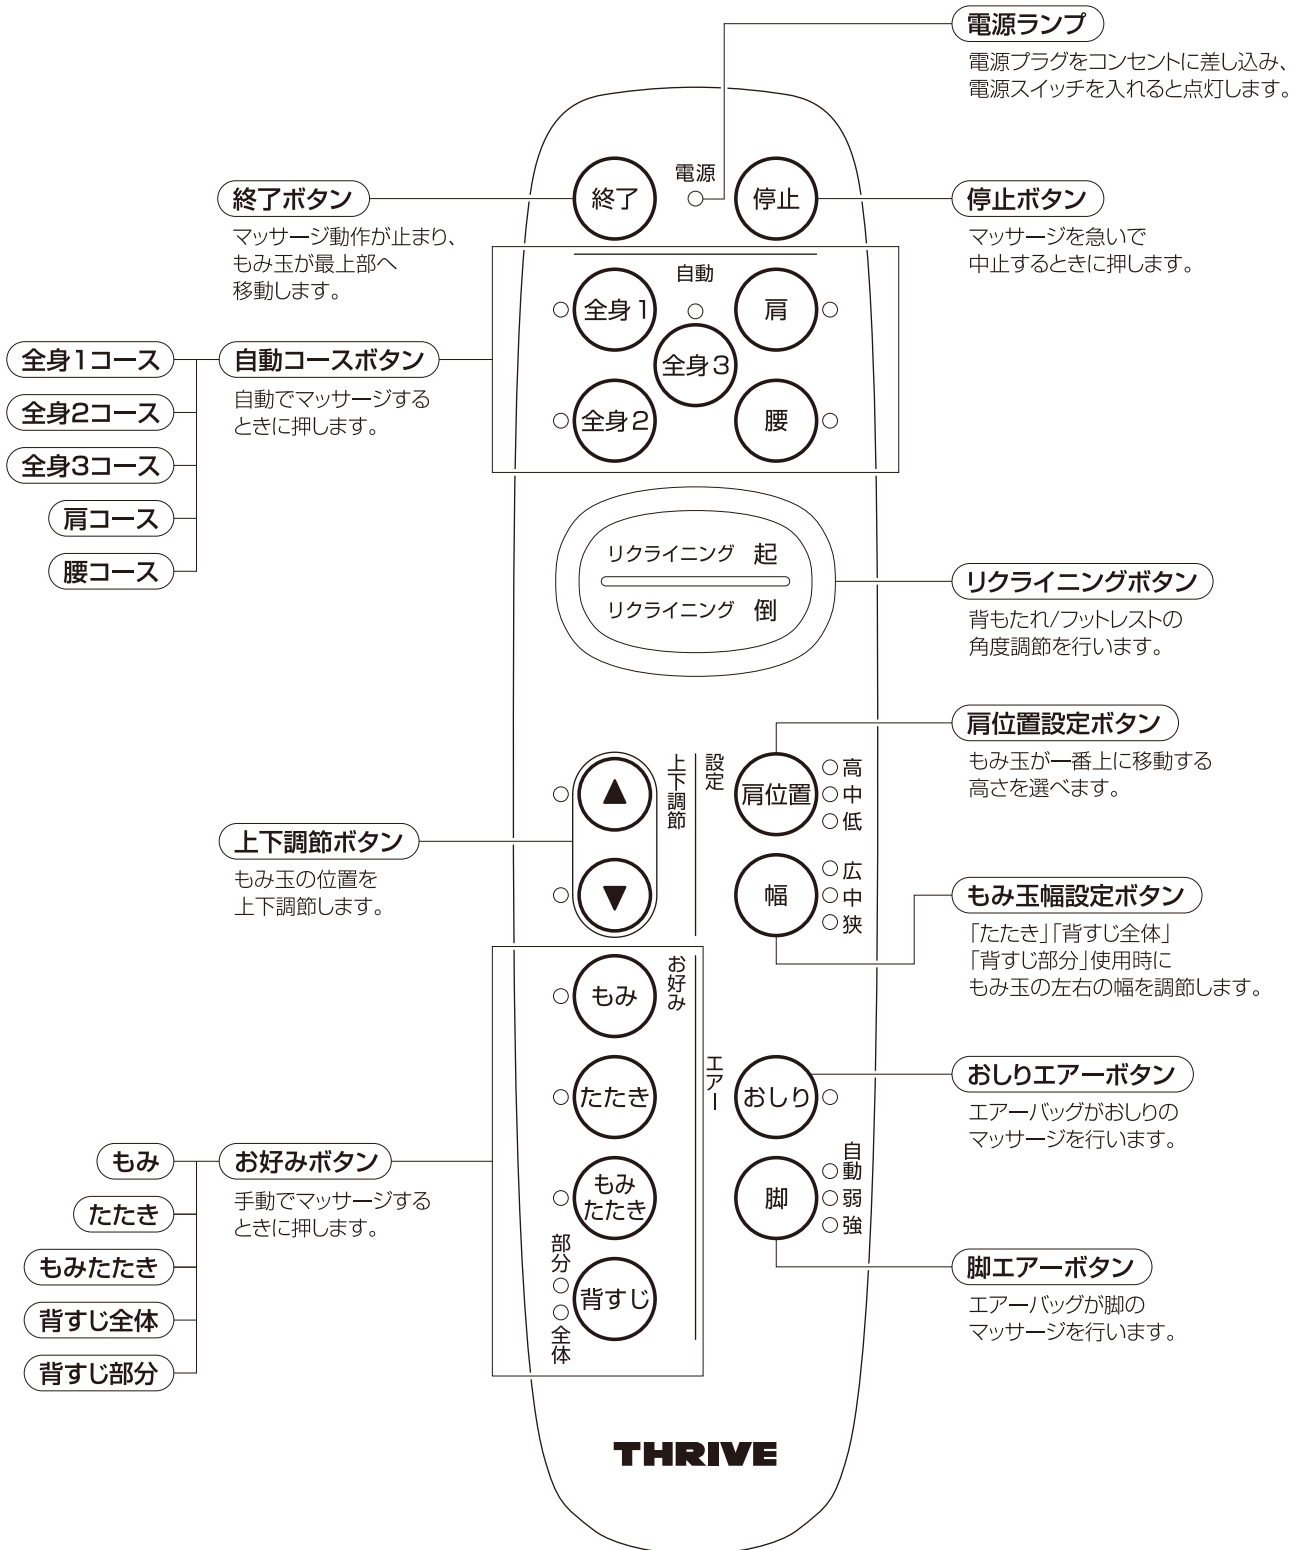 電源ランプ
電源プラグをコンセントに差し込み、
電源スイッチを入れると点灯します。
終了
電源
停止
終了ボタン
マッサージ動作が止まり、
もみ玉が最上部へ
移動します。
停止ボタン
マッサージを急いで
中止するときに押します。
自動
全身1
肩
全身3
全身2
腰
全身1コース
全身2コース
全身3コース
肩コース
腰コース
自動コースボタン
自動でマッサージする
ときに押します。
リクライニング 起
リクライニング 倒
リクライニングボタン
背もたれ/フットレストの
角度調節を行います。
肩位置設定ボタン
もみ玉が一番上に移動する
高さを選べます。
▲
▼
上下調節
設定
肩位置
高
中
低
幅
広
中
狭
上下調節ボタン
もみ玉の位置を
上下調節します。
もみ玉幅設定ボタン
「たたき」「背すじ全体」
「背すじ部分」使用時に
もみ玉の左右の幅を調節します。
お好み
もみ
たたき
もみ
たたき
部分
背すじ
全体
エアー
おしり
脚
自動
弱
強
おしりエアーボタン
エアーバッグがおしりの
マッサージを行います。
もみ
たたき
もみたたき
背すじ全体
背すじ部分
お好みボタン
手動でマッサージする
ときに押します。
脚エアーボタン
エアーバッグが脚の
マッサージを行います。
THRIVE